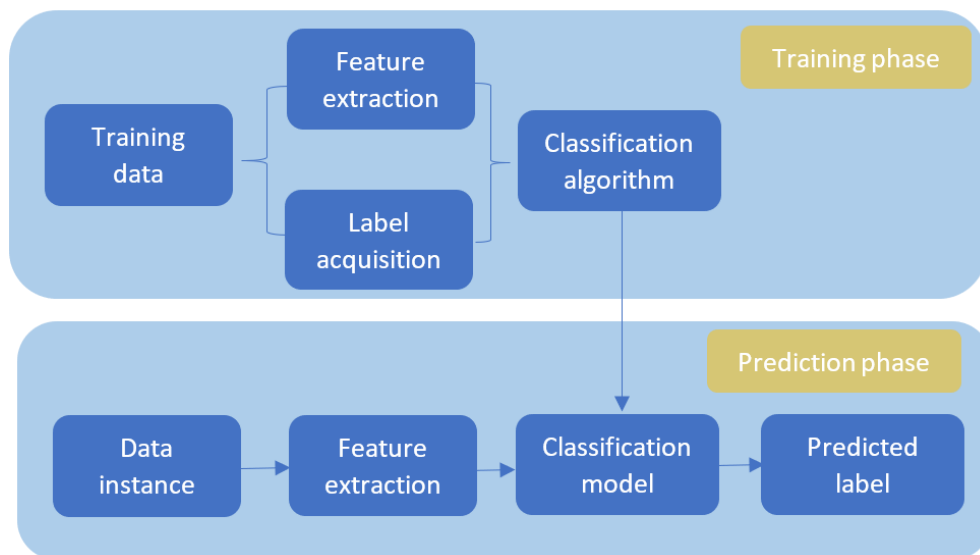 Training phase
Feature
extraction
Training
data
Classification
algorithm
Label
acquisition
Prediction phase
Data
instance
Feature
extraction
Classification
model
Predicted
label